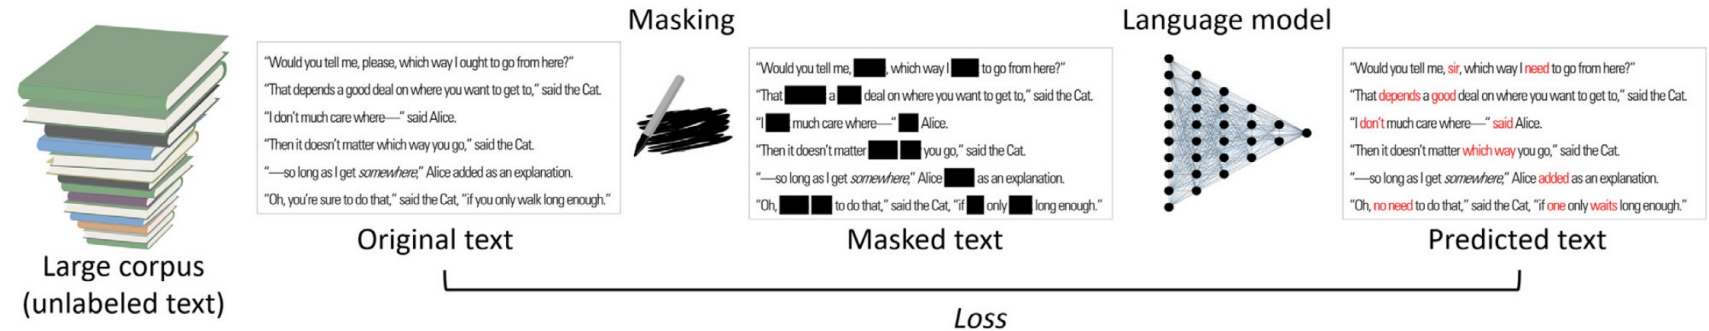 Masking
Language model
"Would you tell me, please, which way I ought to go from here?"
"That depends a good deal on where you want to get to," said the Cat.
"I don't much care where—" said Alice.
"Then it doesn't matter which way you go," said the Cat.
"—so long as I get somewhere," Alice added as an explanation.
"Oh, you're sure to do that," said the Cat, "if you only walk long enough."
"Would you tell me, , which way I to go from here?"
"That a deal on where you want to get to," said the Cat.
"I much care where—" Alice.
"Then it doesn't matter you go," said the Cat.
"—so long as I get somewhere," Alice as an explanation.
"Oh, to do that," said the Cat, "if only long enough."
"Would you tell me, sir, which way I need to go from here?"
"That depends a good deal on where you want to get to," said the Cat.
"I don't much care where—" said Alice.
"Then it doesn't matter which way you go," said the Cat.
"—so long as I get somewhere," Alice added as an explanation.
"Oh, no need to do that," said the Cat, "if one only waits long enough."
Original text
Masked text
Predicted text
Large corpus
(unlabeled text)
Loss